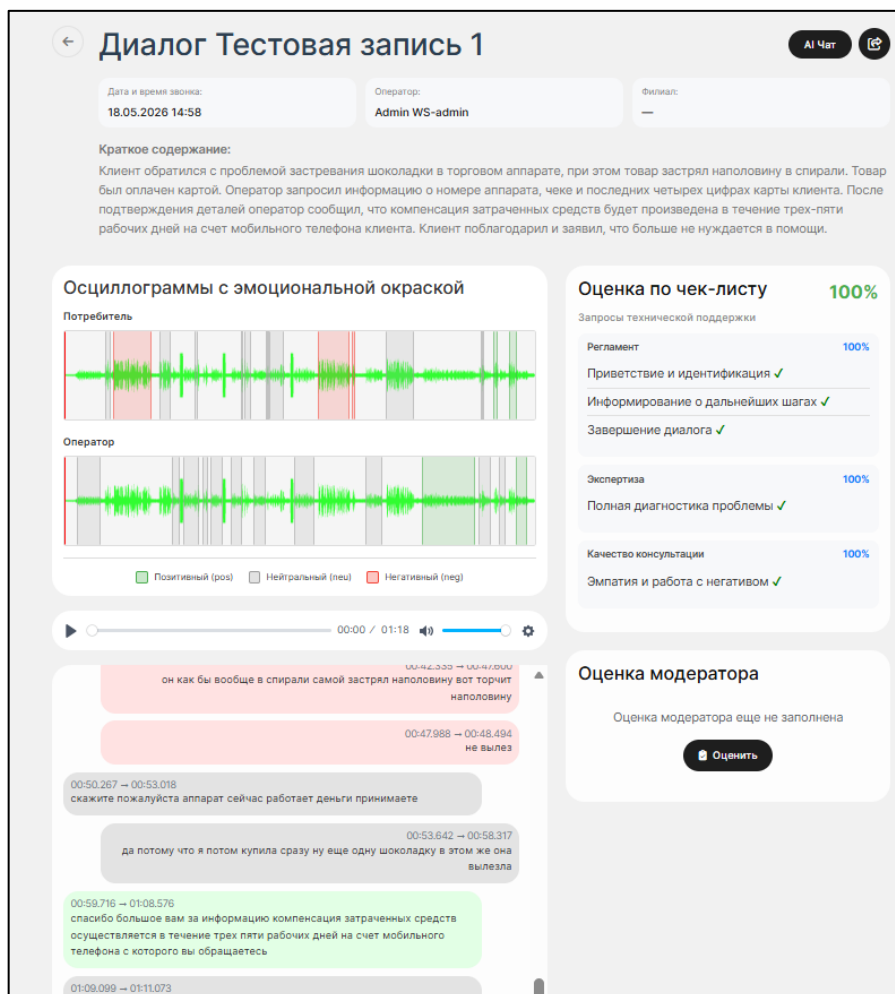 Диалог Тестовая запись 1
AI Чат
Дата и время звонка:
18.05.2026 14:58
Оператор:
Admin WS-admin
Филиал:
—
Краткое содержание:
Клиент обратился с проблемой застревания шоколадки в торговом аппарате, при этом товар застрял наполовину в спирали. Товар
был оплачен картой. Оператор запросил информацию о номере аппарата, чеке и последних четырех цифрах карты клиента. После
подтверждения деталей оператор сообщил, что компенсация затраченных средств будет произведена в течение трех-пяти
рабочих дней на счет мобильного телефона клиента. Клиент поблагодарил и заявил, что больше не нуждается в помощи.
Осциллограммы с эмоциональной окраской
Потребитель
Оператор
Позитивный (pos)
Нейтральный (neu)
Негативный (neg)
00:00 / 01:18
00:42.335 → 00:47.600
он как бы вообще в спирали самой застрял наполовину вот торчит
наполовину
00:47.988 → 00:48.494
не вылез
00:50.267 → 00:53.018
скажите пожалуйста аппарат сейчас работает деньги принимаете
00:53.642 → 00:58.317
да потому что я потом купила сразу ну еще одну шоколадку в этом же она
вылезла
00:59.716 → 01:08.576
спасибо большое вам за информацию компенсация затраченных средств
осуществляется в течение трех пяти рабочих дней на счет мобильного
телефона с которого вы обращаетесь
01:09.099 → 01:11.073
Оценка по чек-листу
100%
Запросы технической поддержки
Регламент
100%
Приветствие и идентификация ✓
Информирование о дальнейших шагах ✓
Завершение диалога ✓
Экспертиза
100%
Полная диагностика проблемы ✓
Качество консультации
100%
Эмпатия и работа с негативом ✓
Оценка модератора
Оценка модератора еще не заполнена
Оценить